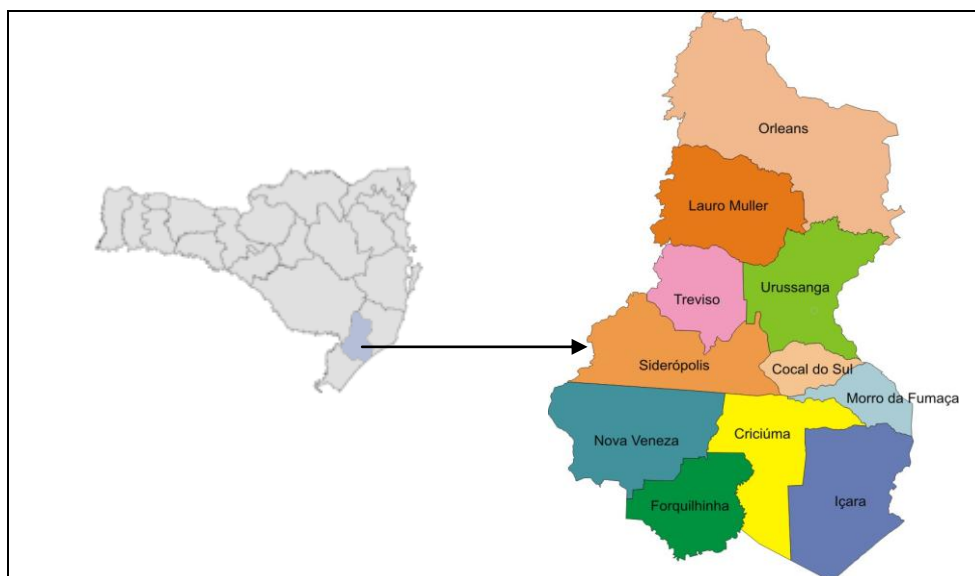 Orleans
Lauro Muller
Treviso
Urussanga
Siderópolis
Cocal do Sul
Morro da Fumaça
Nova Veneza
Criciúma
Forquilhinha
Içara